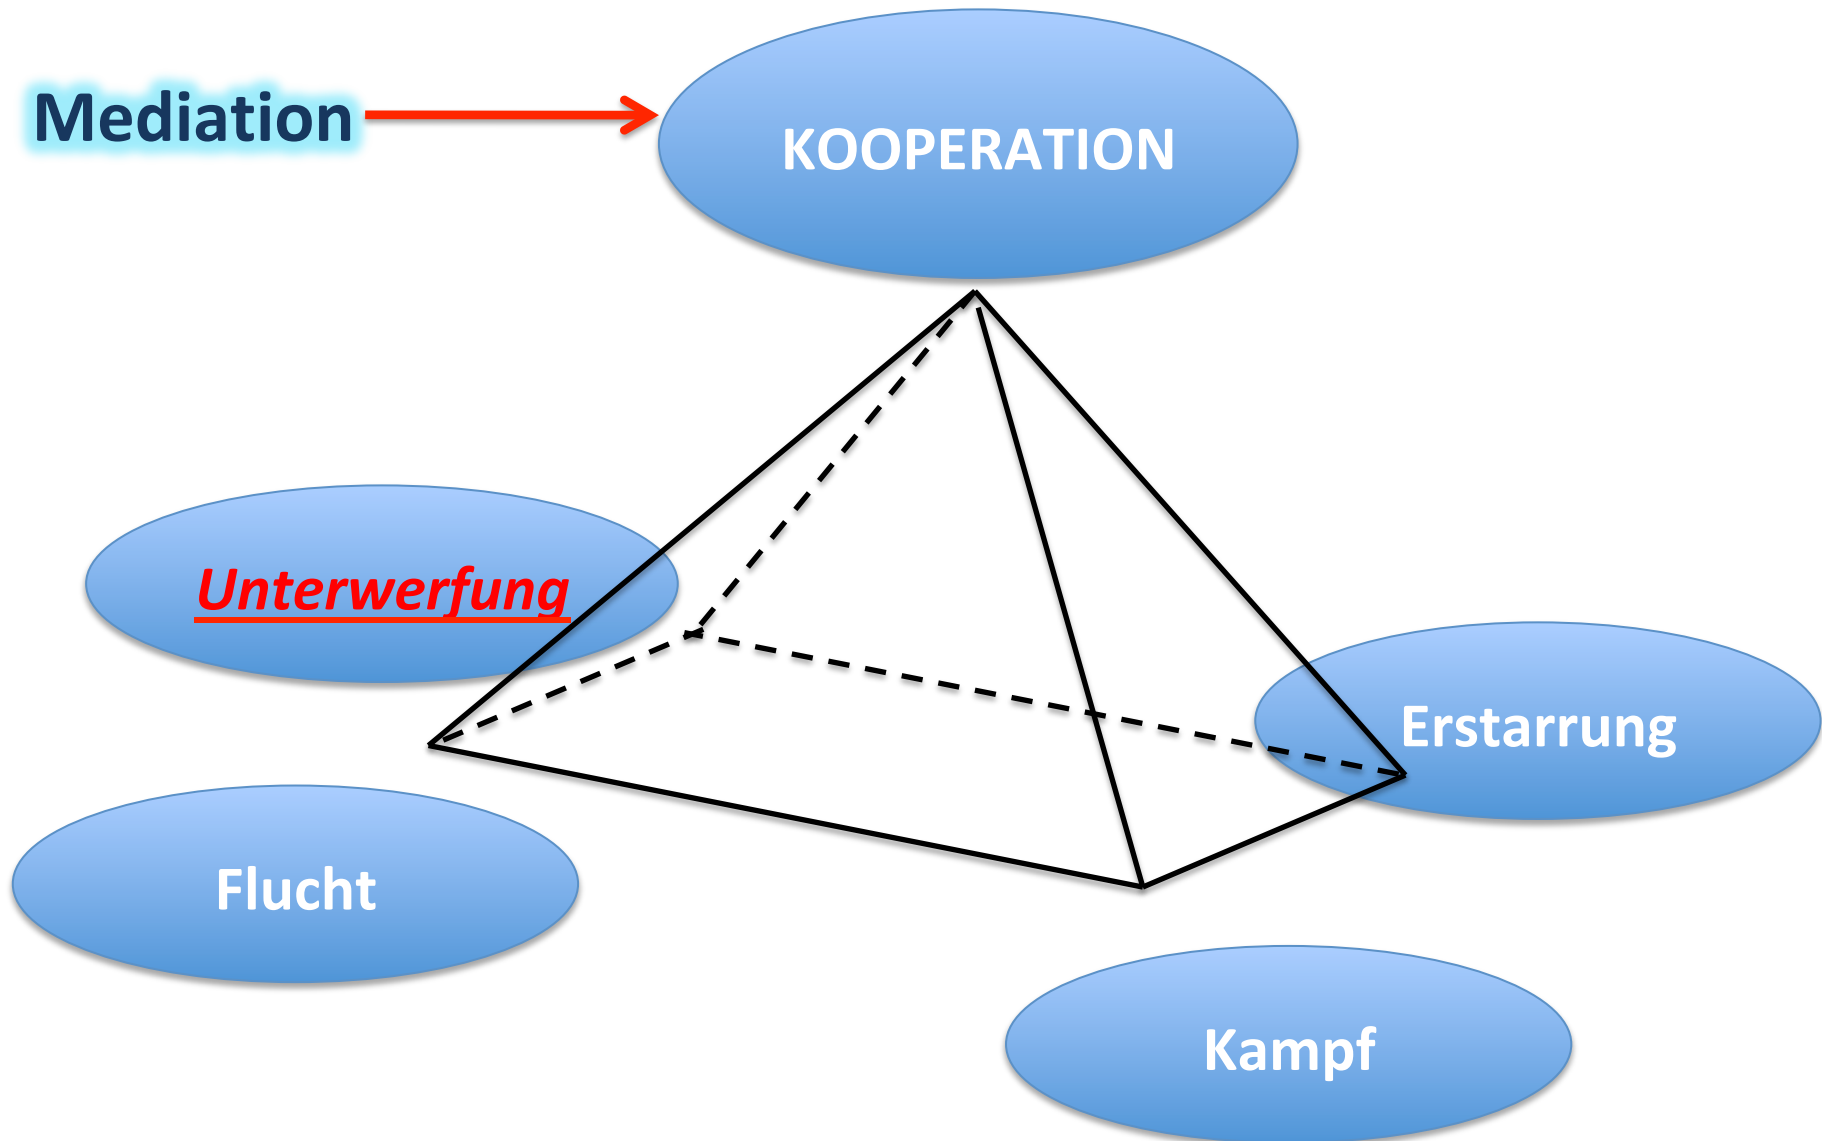 Mediation
KOOPERATION
Unterwerfung
Erstarrung
Flucht
Kampf